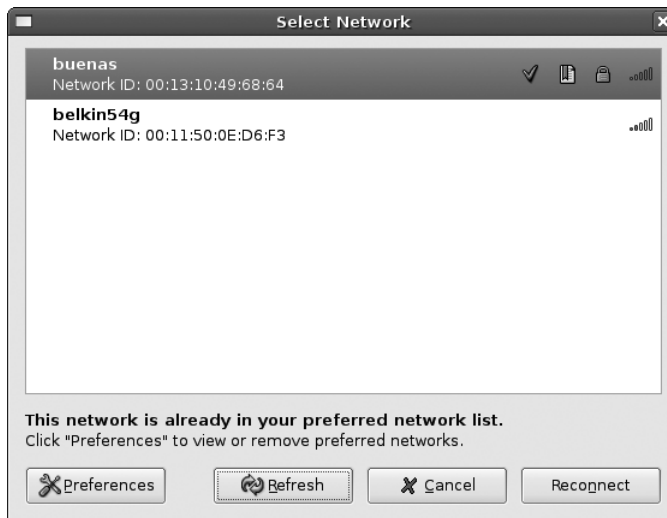 Select Network
buenas
Network ID: 00:13:10:49:68:64
belkin54g
Network ID: 00:11:50:0E:D6:F3
This network is already in your preferred network list.
Click "Preferences" to view or remove preferred networks.
Preferences Refresh Cancel Reconnect